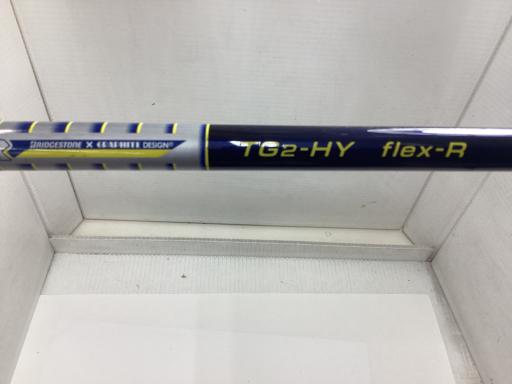 BRIDGESTONE X GRAPHITE DESIGN® TG2-HY flex-R